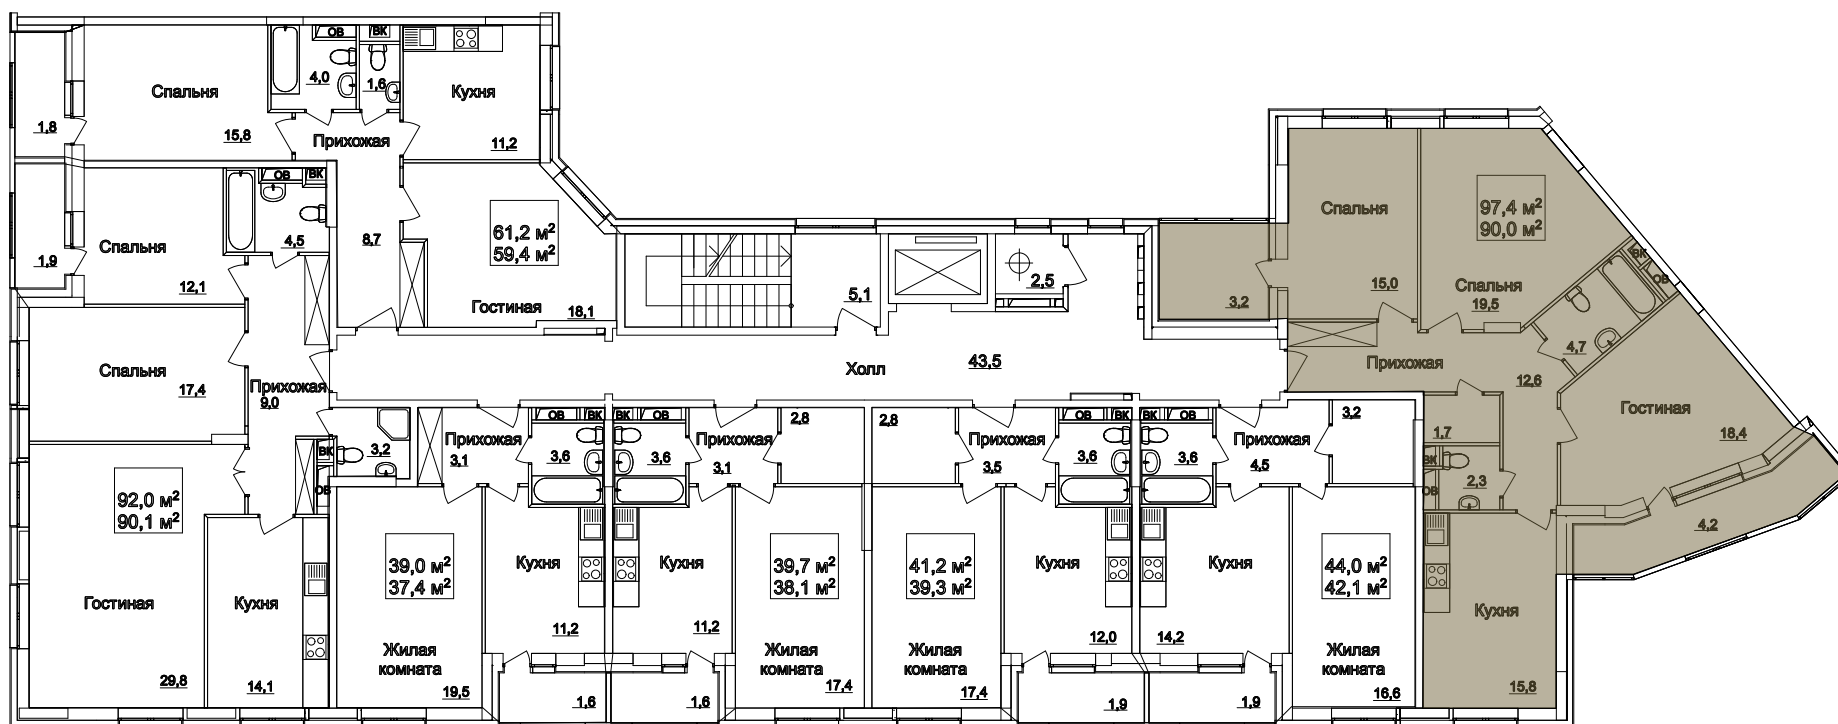 ОВ
ВК
4,0
1,6
Спальня
Кухня
1,8
15,8
Прихожая
11,2
ОВ
ВК
4,5
Спальня
1,9
12,1
8,7
61,2 м²
59,4 м²
Гостиная
18,1
5,1
2,5
Холл
43,5
Спальня
17,4
Прихожая
9,0
3,2
ВК
ОВ
92,0 м²
90,1 м²
Гостиная
29,8
Кухня
14,1
Прихожая
3,1
ОВ
ВК
3,6
39,0 м²
37,4 м²
Жилая
комната
19,5
Кухня
11,2
1,6
ВК
ОВ
3,6
Прихожая
3,1
2,8
Кухня
11,2
1,6
39,7 м²
38,1 м²
Жилая
комната
17,4
2,8
Прихожая
3,5
ОВ
ВК
3,6
41,2 м²
39,3 м²
Жилая
комната
17,4
Кухня
12,0
1,9
ВК
ОВ
3,6
Прихожая
4,5
3,2
Кухня
14,2
1,9
44,0 м²
42,1 м²
Жилая
комната
16,6
Спальня
15,0
3,2
97,4 м²
90,0 м²
Спальня
19,5
ВК
ОВ
4,7
Прихожая
12,6
Гостиная
18,4
1,7
ВК
ОВ
2,3
4,2
Кухня
15,8